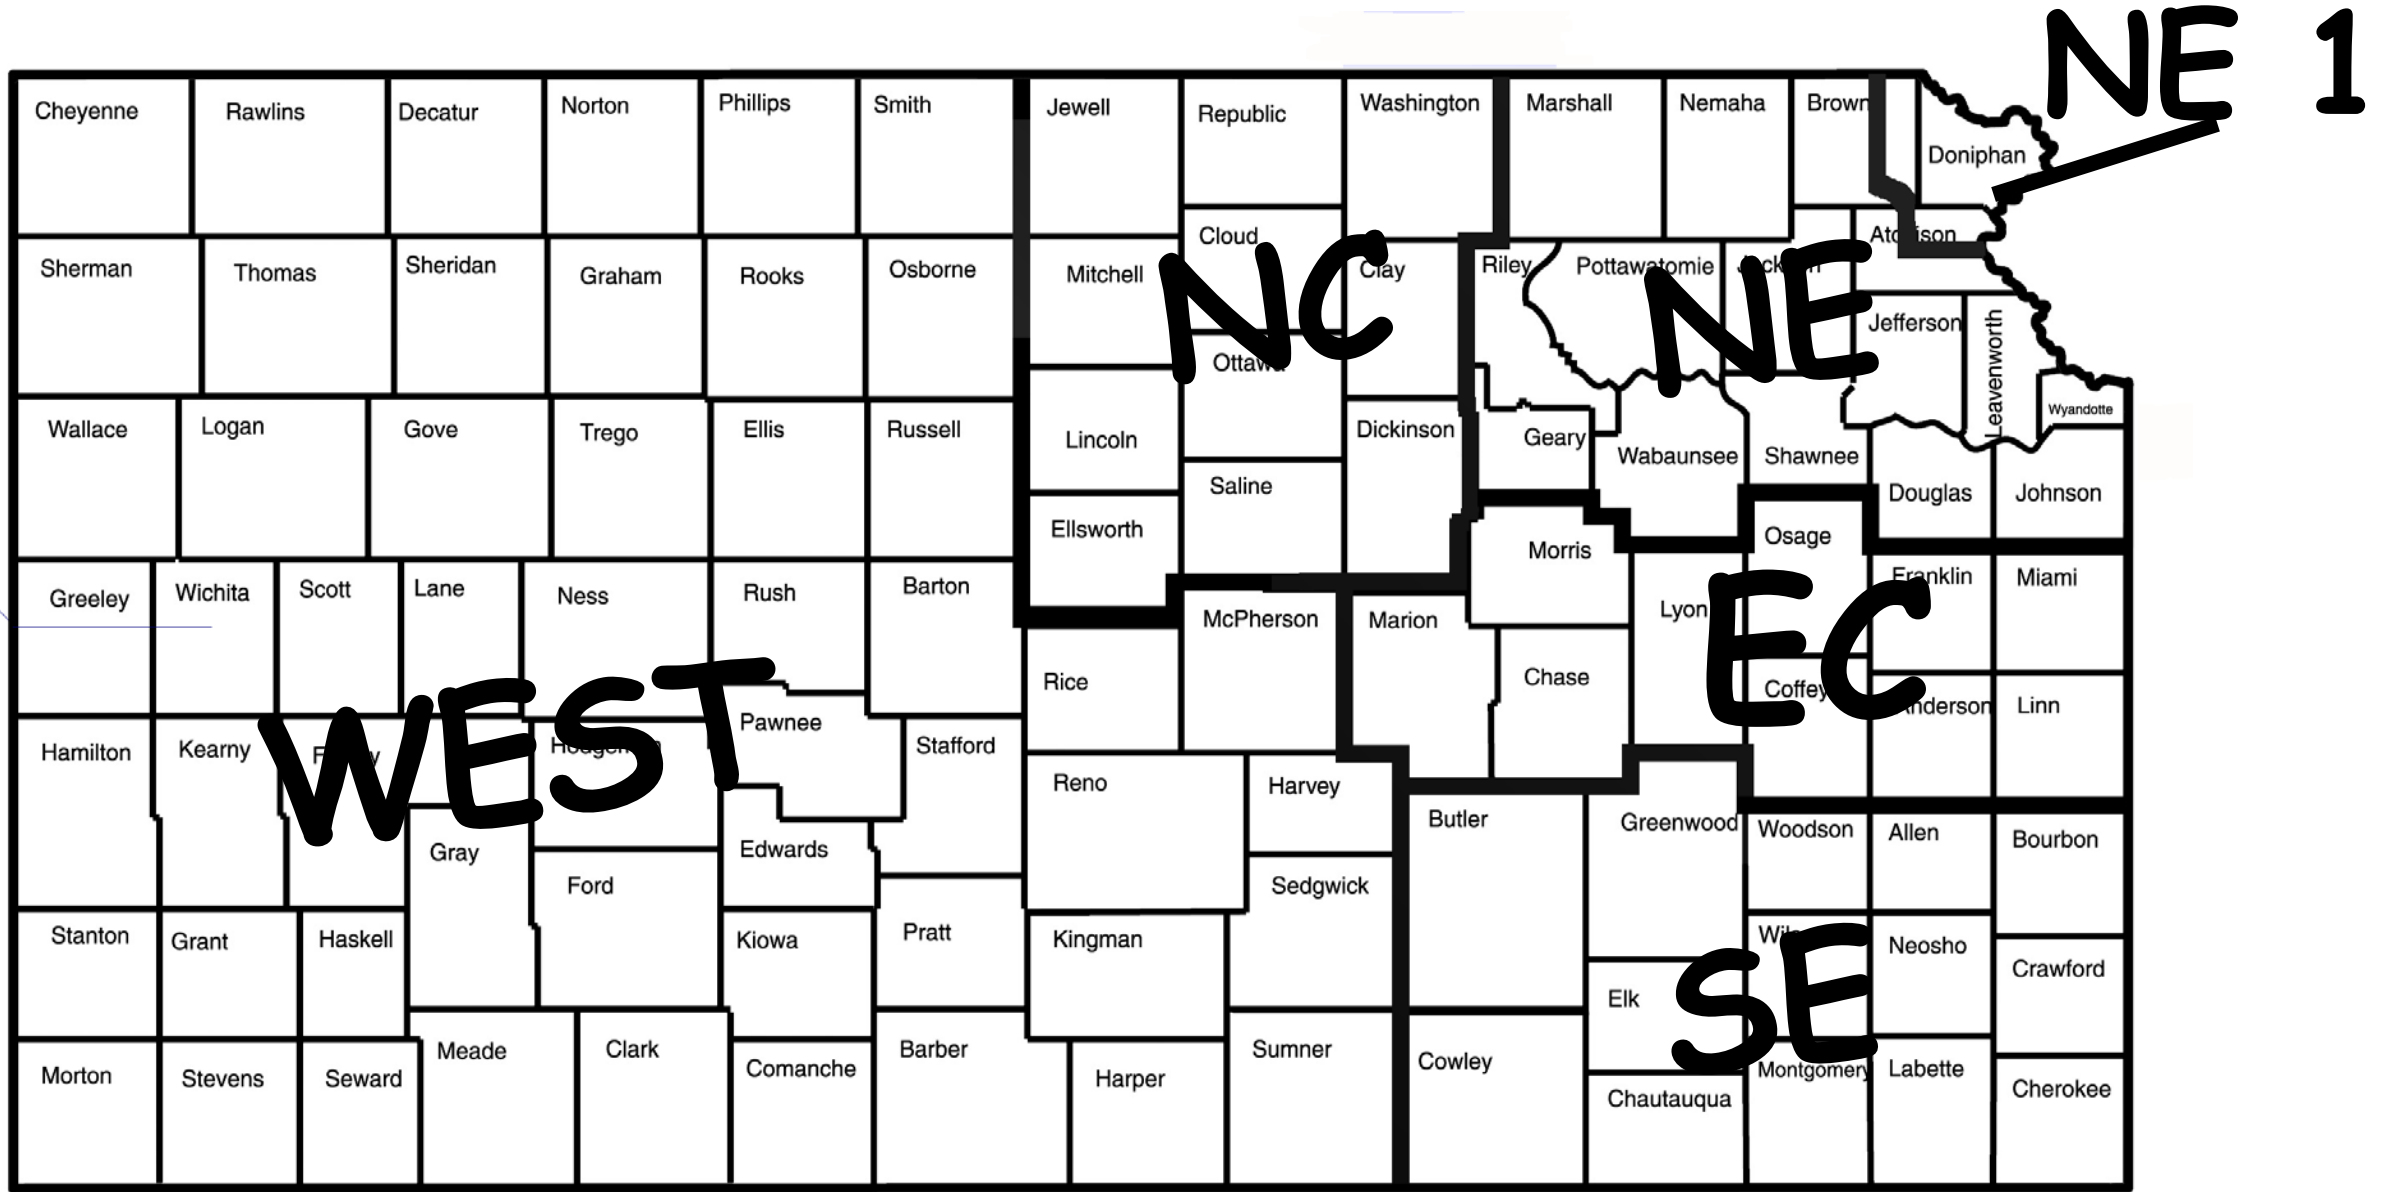 NE 1
Cheyenne Rawlins Decatur Norton Phillips Smith Jewell Republic Washington Marshall Nemaha Brown Doniphan
Sherman Thomas Sheridan Graham Rooks Osborne Mitchell Cloud Clay Riley Pottawatomie
NC NE
Ottawa Jefferson Leavenworth
Wallace Logan Gove Trego Ellis Russell Lincoln Dickinson Geary Wyandotte
Saline Wabaunsee Shawnee Douglas Johnson
Ellsworth Morris Osage
Greeley Wichita Scott Lane Ness Rush Barton McPherson Marion Lyon Franklin Miami
EC
Rice Chase Coffey Anderson Linn
WEST
Hamilton Kearny Pawnee Stafford Reno Harvey
Gray Edwards Butler Greenwood Woodson Allen Bourbon
Ford Sedgwick
Stanton Grant Haskell Kiowa Pratt Kingman Neosho Crawford
SE
Elk
Morton Stevens Seward Meade Clark Comanche Barber Harper Sumner Cowley Chautauqua Montgomery Labette Cherokee